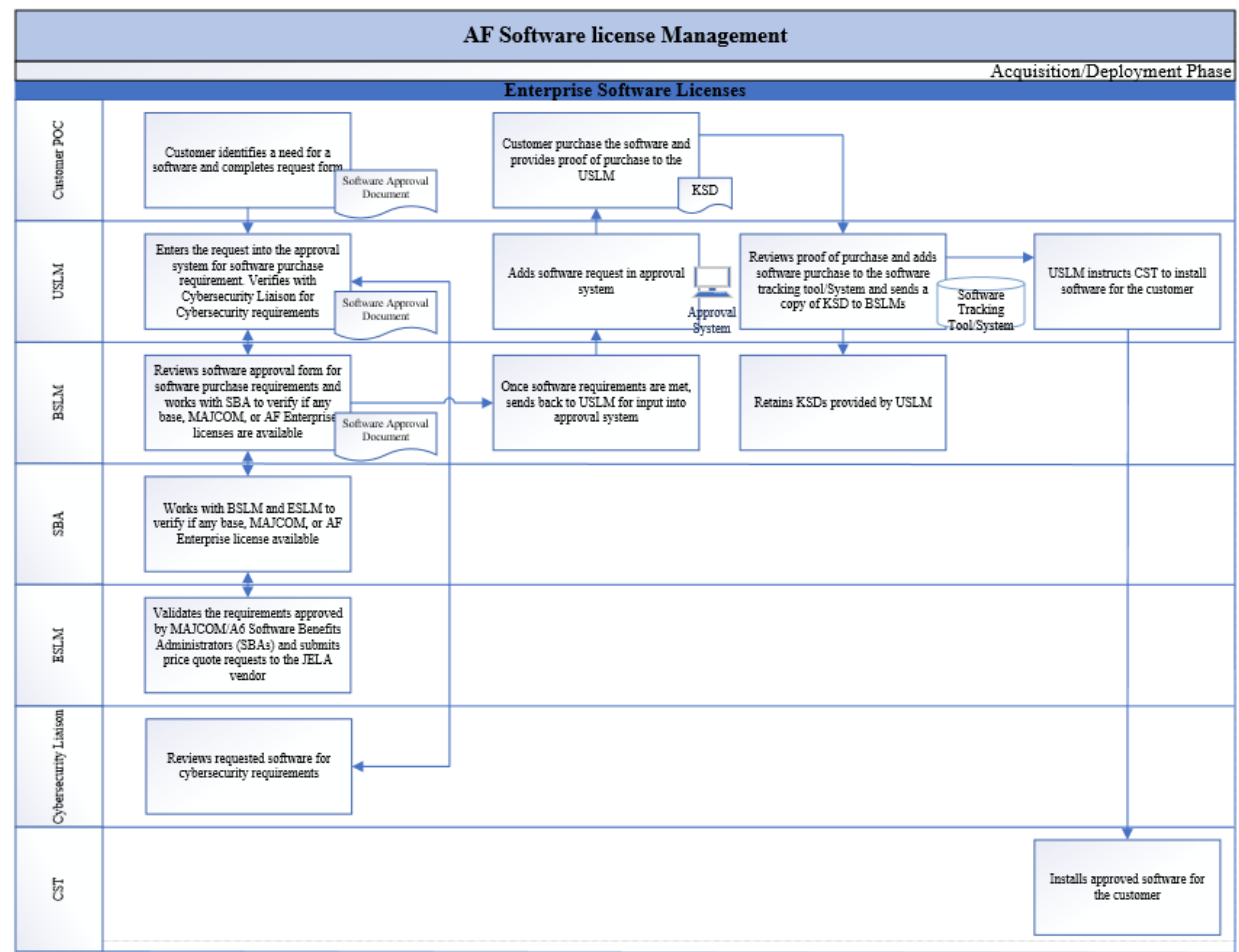 AF Software license Management
Acquisition/Deployment Phase
Enterprise Software Licenses
Customer POC
Customer identifies a need for a
software and completes request form
Software Approval
Document
Customer purchase the software and
provides proof of purchase to the
USLM
KSD
USLM
Enters the request into the approval
system for software purchase
requirement. Verifies with
Cybersecurity Liaison for
Cybersecurity requirements
Software Approval
Document
Adds software request in approval
system
Approval
System
Reviews proof of purchase and adds
software purchase to the software
tracking tool/System and sends a
copy of KSD to BSLMs
Software
Tracking
Tool/System
USLM instructs CST to install
software for the customer
BSLM
Reviews software approval form for
software purchase requirements and
works with SBA to verify if any
base, MAJCOM, or AF Enterprise
licenses are available
Software Approval
Document
Once software requirements are met,
sends back to USLM for input into
approval system
Retains KSDs provided by USLM
SBA
Works with BSLM and ESLM to
verify if any base, MAJCOM, or AF
Enterprise license available
ESLM
Validates the requirements approved
by MAJCOM/A6 Software Benefits
Administrators (SBAs) and submits
price quote requests to the JELA
vendor
Cybersecurity Liaison
Reviews requested software for
cybersecurity requirements
CST
Installs approved software for
the customer